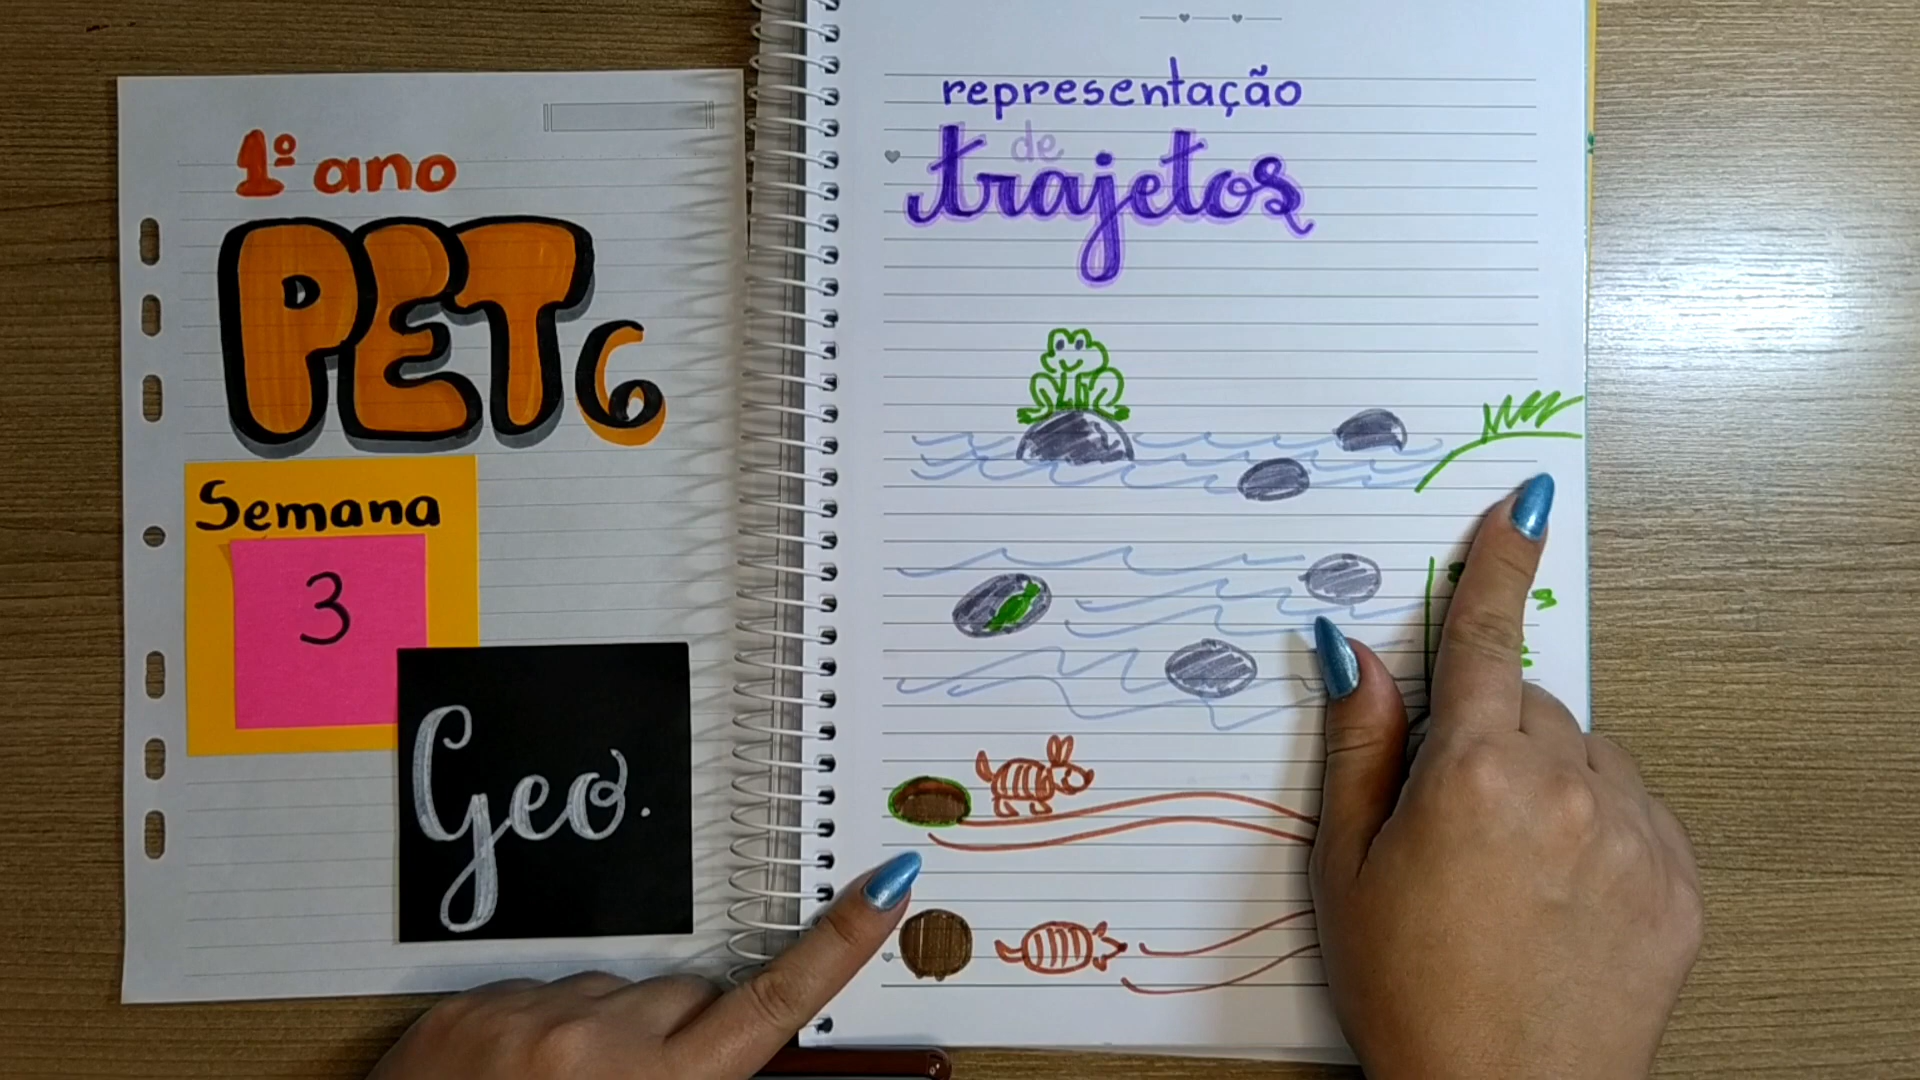 1º ano
PET 6
Semana
3
Geo.
representação
de
trajetos